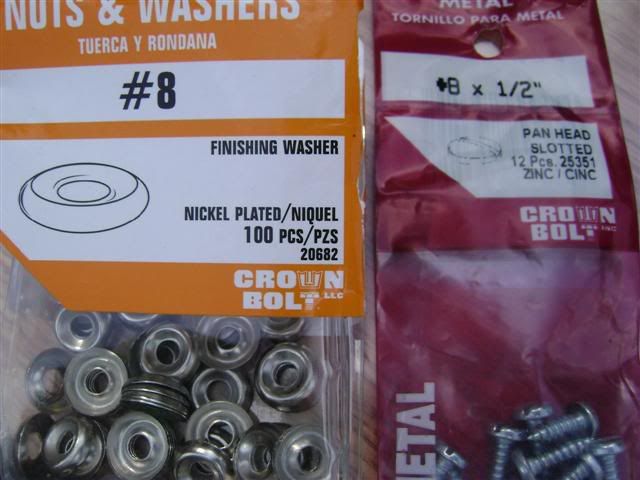 NUTS & WASHERS
TUERCA Y RONDANA
#8
FINISHING WASHER
NICKEL PLATED/NIQUEL
100 PCS/PZS
20682
CROWN
BOLT LLC
METAL
TORNILLO PARA METAL
#8 x 1/2"
PAN HEAD
SLOTTED
12 Pcs. 25351
ZINC / CINC
CROWN
BOLT INC
METAL